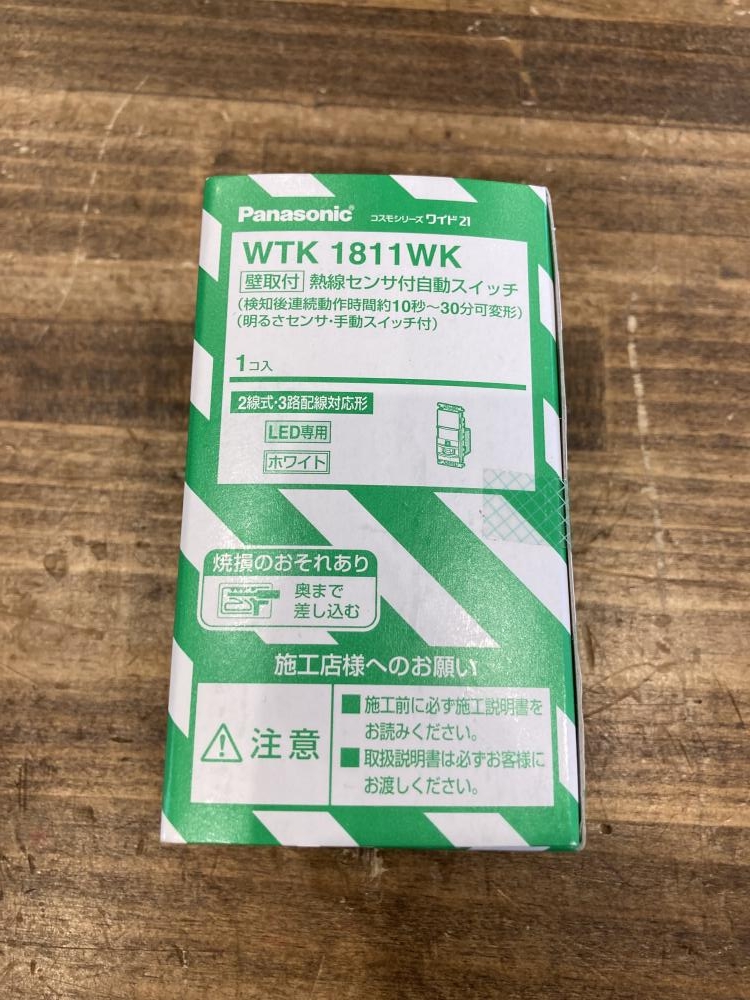 Panasonic® コスモシリーズ ワイド21
WTK 1811WK
壁取付 熱線センサ付自動スイッチ
(検知後連続動作時間約10秒～30分可変形)
(明るさセンサ・手動スイッチ付)
1コ入
2線式・3路配線対応形
LED専用
ホワイト
焼損のおそれあり
奥まで
差し込む
施工店様へのお願い
注意
■施工前に必ず施工説明書を
お読みください。
■取扱説明書は必ずお客様に
お渡しください。